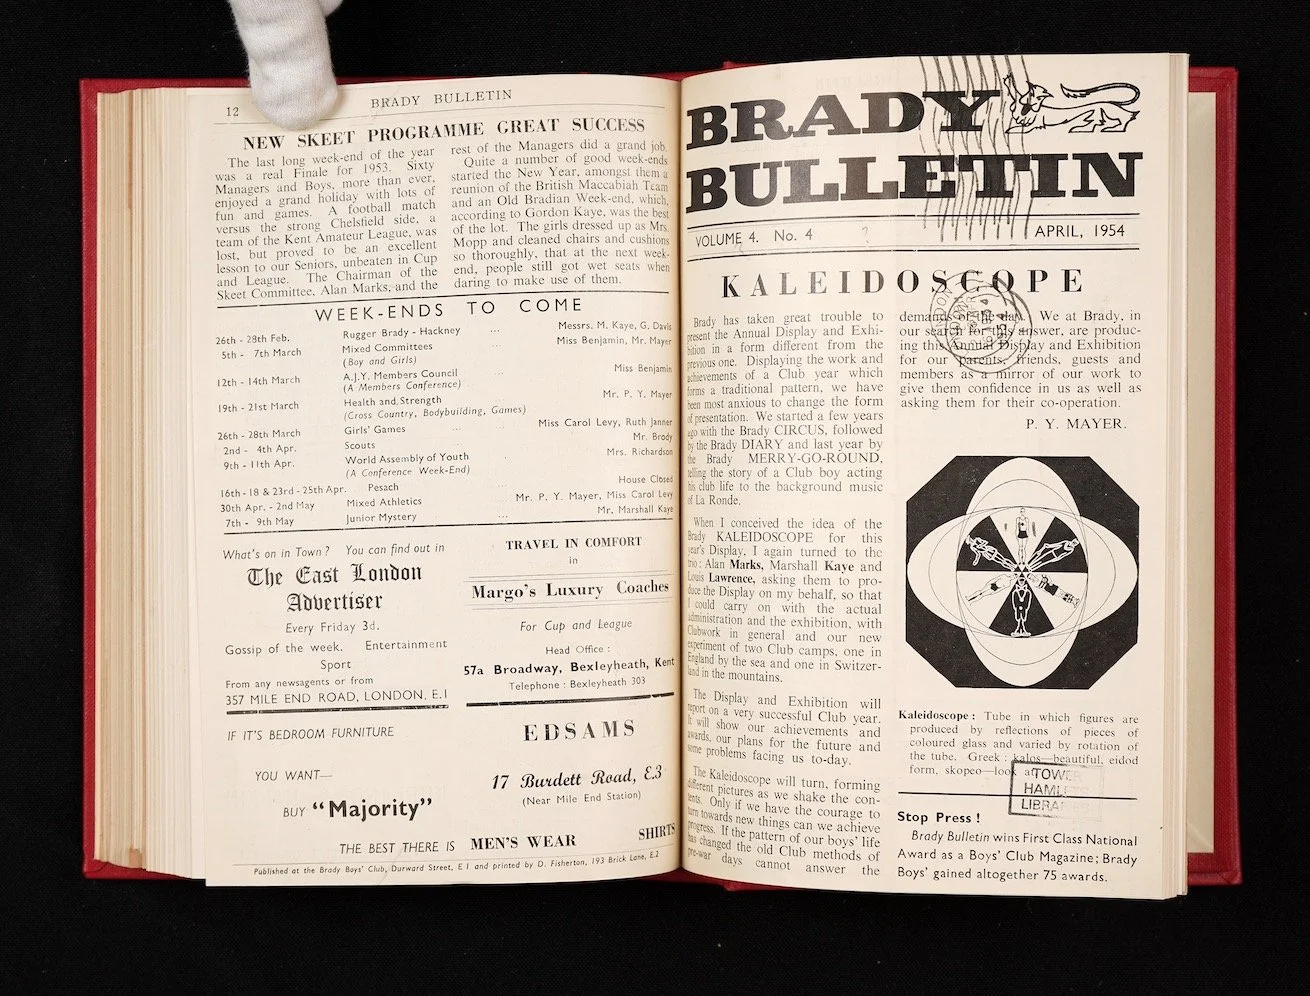 12
BRADY BULLETIN
NEW SKEET PROGRAMME GREAT SUCCESS
The last long week-end of the year
was a real Finale for 1953. Sixty
Managers and Boys, more than ever,
enjoyed a grand holiday with lots of
fun and games. A football match
versus the strong Chelsfield side, a
team of the Kent Amateur League, was
lost, but proved to be an excellent
lesson to our Seniors, unbeaten in Cup
and League. The Chairman of the
Skeet Committee, Alan Marks, and the
rest of the Managers did a grand job.
Quite a number of good week-ends
started the New Year, amongst them a
reunion of the British Maccabiah Team
and an Old Bradian Week-end, which,
according to Gordon Kaye, was the best
of the lot. The girls dressed up as Mrs.
Mopp and cleaned chairs and cushions
so thoroughly, that at the next week-
end, people still got wet seats when
daring to make use of them.
WEEK-ENDS TO COME
26th - 28th Feb. Rugger Brady - Hackney ... Messrs. M. Kaye, G. Davis
5th - 7th March Mixed Committees Miss Benjamin, Mr. Mayer
(Boy and Girls)
12th - 14th March A.J.Y. Members Council Miss Benjamin
(A Members Conference)
19th - 21st March Health and Strength Mr. P. Y. Mayer
(Cross Country, Bodybuilding, Games)
26th - 28th March Girls' Games ... Miss Carol Levy, Ruth Janner
2nd - 4th Apr. Scouts Mr. Brody
9th - 11th Apr. World Assembly of Youth Mrs. Richardson
(A Conference Week-End)
16th - 18 & 23rd - 25th Apr. Pesach House Closed
30th Apr. - 2nd May Mixed Athletics ... Mr. P. Y. Mayer, Miss Carol Levy
7th - 9th May Junior Mystery ... Mr. Marshall Kaye
What's on in Town? You can find out in
The East London
Advertiser
Every Friday 3d.
Gossip of the week. Entertainment
Sport
From any newsagents or from
357 MILE END ROAD, LONDON, E.1
TRAVEL IN COMFORT
in
Margo's Luxury Coaches
For Cup and League
Head Office :
57a Broadway, Bexleyheath, Kent
Telephone : Bexleyheath 303
IF IT'S BEDROOM FURNITURE
YOU WANT—
BUY "Majority"
THE BEST THERE IS
EDSAMS
17 Burdett Road, E.3
(Near Mile End Station)
MEN'S WEAR SHIRTS
Published at the Brady Boys' Club, Durward Street, E.1 and printed by D. Fisherton, 193 Brick Lane, E.2
BRADY
BULLETIN
VOLUME 4. No. 4 APRIL, 1954
KALEIDOSCOPE
Brady has taken great trouble to
present the Annual Display and Exhi-
bition in a form different from the
previous one. Displaying the work and
achievements of a Club year which
forms a traditional pattern, we have
been most anxious to change the form
of presentation. We started a few years
ago with the Brady CIRCUS, followed
by the Brady DIARY and last year by
the Brady MERRY-GO-ROUND,
telling the story of a Club boy acting
his club life to the background music
of La Ronde.
When I conceived the idea of the
Brady KALEIDOSCOPE for this
year's Display, I again turned to the
trio : Alan Marks, Marshall Kaye and
Louis Lawrence, asking them to pro-
duce the Display on my behalf, so that
I could carry on with the actual
administration and the exhibition, with
Clubwork in general and our new
experiment of two Club camps, one in
England by the sea and one in Switzer-
land in the mountains.
The Display and Exhibition will
report on a very successful Club year.
It will show our achievements and
awards, our plans for the future and
some problems facing us to-day.
The Kaleidoscope will turn, forming
different pictures as we shake the con-
tents. Only if we have the courage to
turn towards new things can we achieve
progress. If the pattern of our boys' life
has changed the old Club methods of
pre-war days cannot answer the
demands of the day. We at Brady, in
our search for this answer, are produc-
ing this Annual Display and Exhibition
for our parents, friends, guests and
members as a mirror of our work to
give them confidence in us as well as
asking them for their co-operation.
P. Y. MAYER.
Kaleidoscope : Tube in which figures are
produced by reflections of pieces of
coloured glass and varied by rotation of
the tube. Greek : kalos—beautiful, eidod
form, skopeo—look at.
TOWER
HAMLETS
LIBRARIES
Stop Press !
Brady Bulletin wins First Class National
Award as a Boys' Club Magazine; Brady
Boys' gained altogether 75 awards.